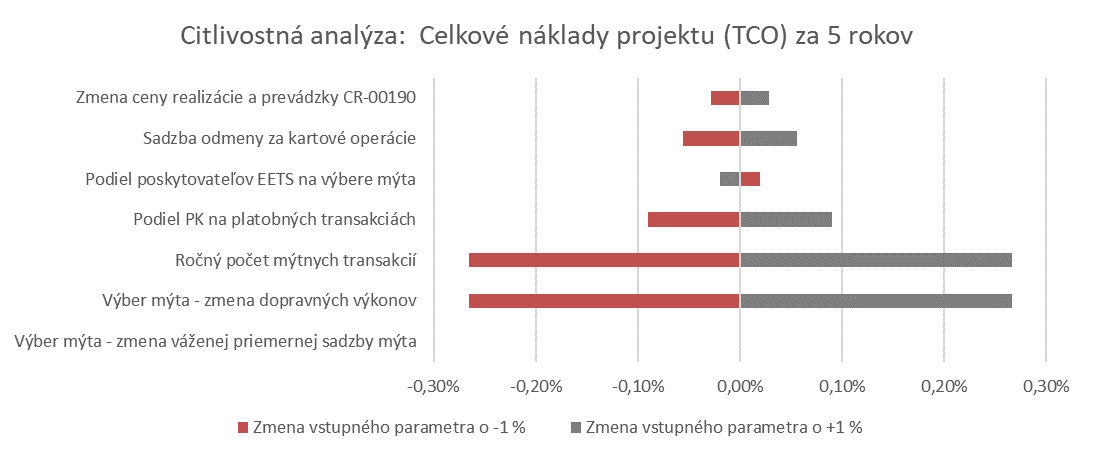 Citlivostná analýza:  Celkové náklady projektu (TCO) za 5 rokov
Zmena ceny realizácie a prevádzky CR-00190
Sadzba odmeny za kartové operácie
Podiel poskytovateľov EETS na výbere mýta
Podiel PK na platobných transakciách
Ročný počet mýtnych transakcií
Výber mýta - zmena dopravných výkonov
Výber mýta - zmena váženej priemernej sadzby mýta
-0,30% -0,20% -0,10% 0,00% 0,10% 0,20% 0,30%
Zmena vstupného parametra o -1 % Zmena vstupného parametra o +1 %